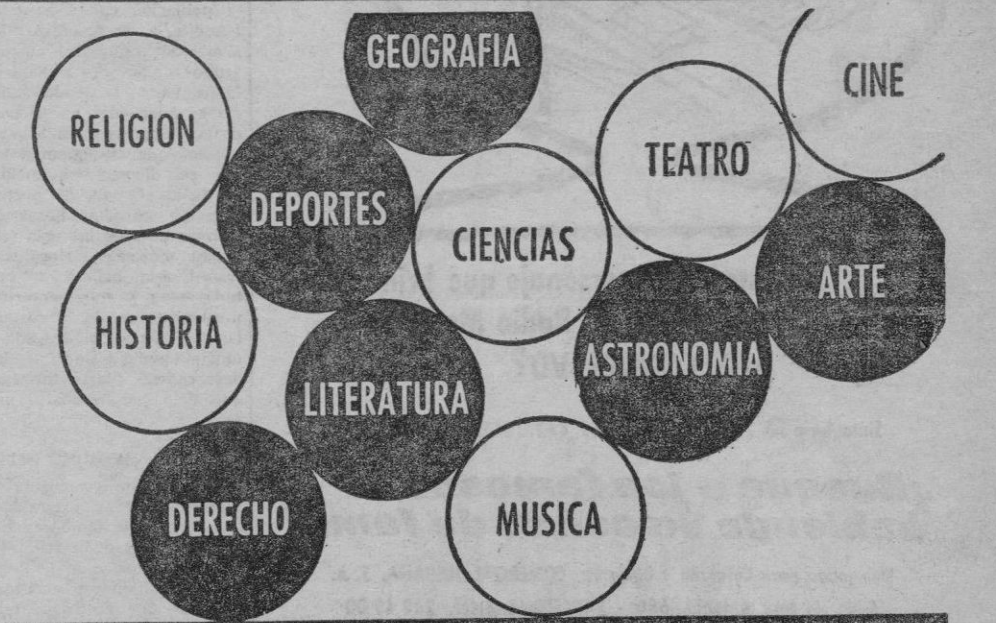 GEOGRAFIA
CINE
RELIGION
TEATRO
DEPORTES
CIENCIAS
ARTE
HISTORIA
ASTRONOMIA
LITERATURA
DERECHO
MUSICA